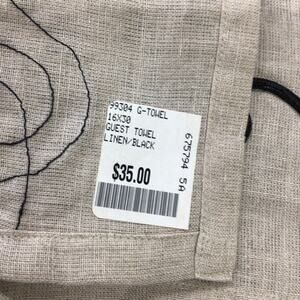 99304 G-TOWEL
16X30
GUEST TOWEL
LINEN/BLACK
$35.00
675794 5A